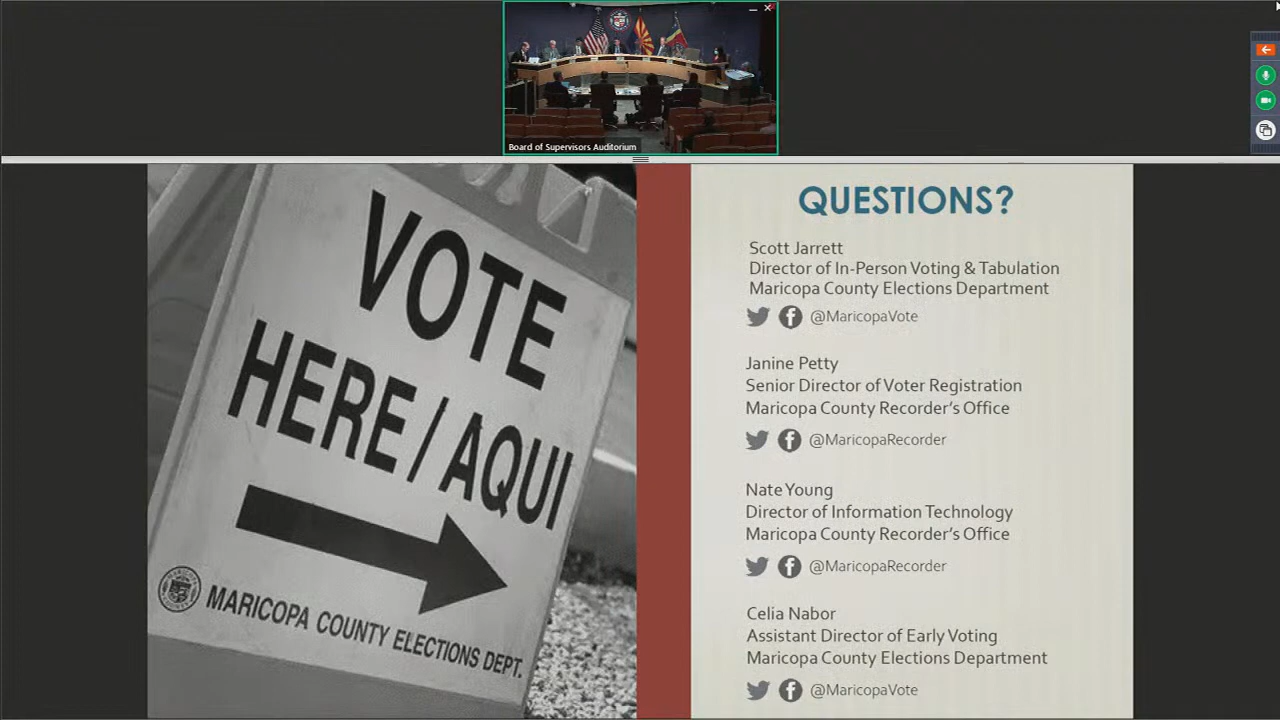 Board of Supervisors Auditorium
VOTE
HERE/AQUI
MARICOPA COUNTY ELECTIONS DEPT.
QUESTIONS?
Scott Jarrett
Director of In-Person Voting & Tabulation
Maricopa County Elections Department
@MaricopaVote
Janine Petty
Senior Director of Voter Registration
Maricopa County Recorder's Office
@MaricopaRecorder
Nate Young
Director of Information Technology
Maricopa County Recorder's Office
@MaricopaRecorder
Celia Nabor
Assistant Director of Early Voting
Maricopa County Elections Department
@MaricopaVote